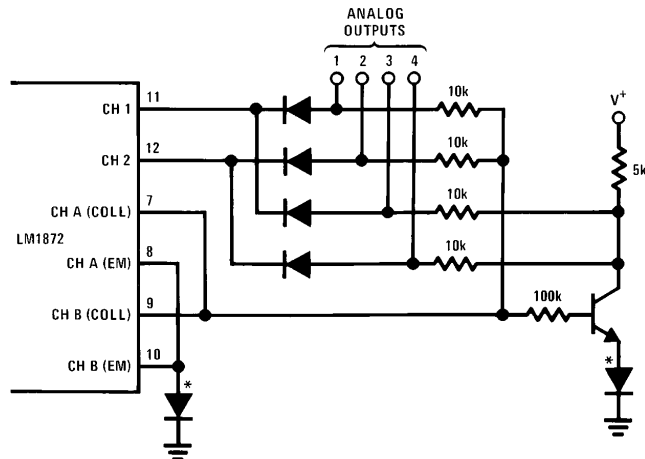 ANALOG
OUTPUTS
1 2 3 4
CH 1 11 10k V+
CH 2 12 10k 5k
CH A (COLL) 7 10k
LM1872
CH A (EM) 8 10k
CH B (COLL) 9 100k
CH B (EM) 10
* *